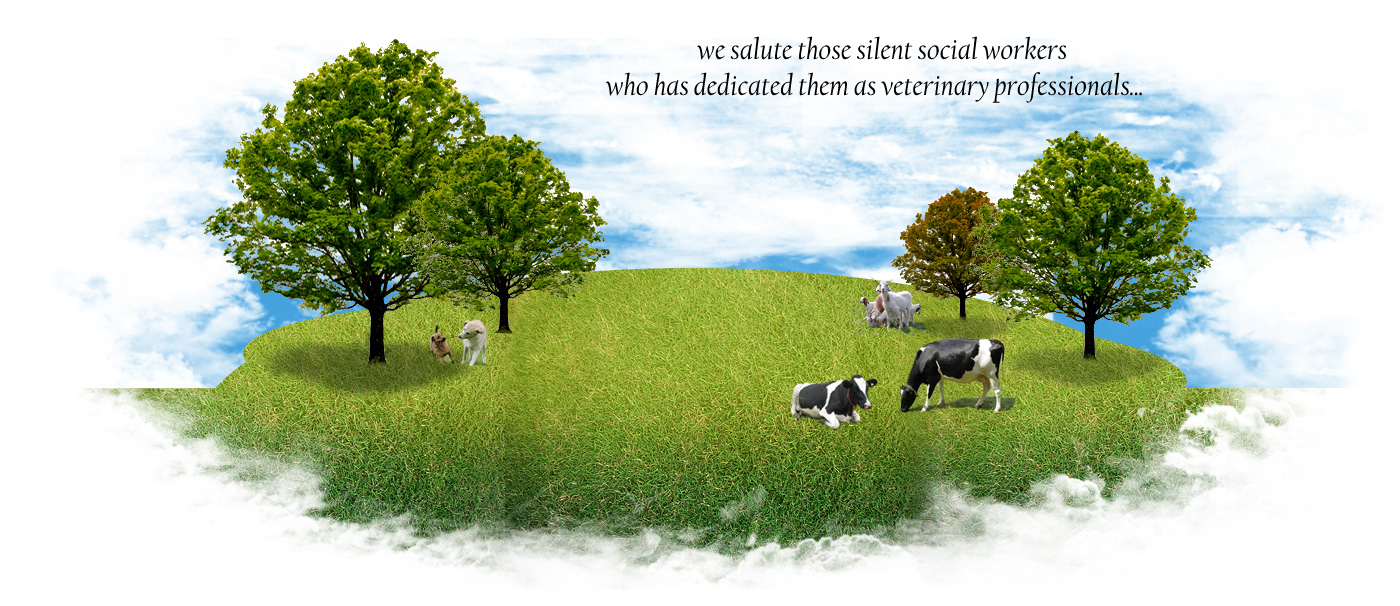 we salute those silent social workers
who has dedicated them as veterinary professionals...